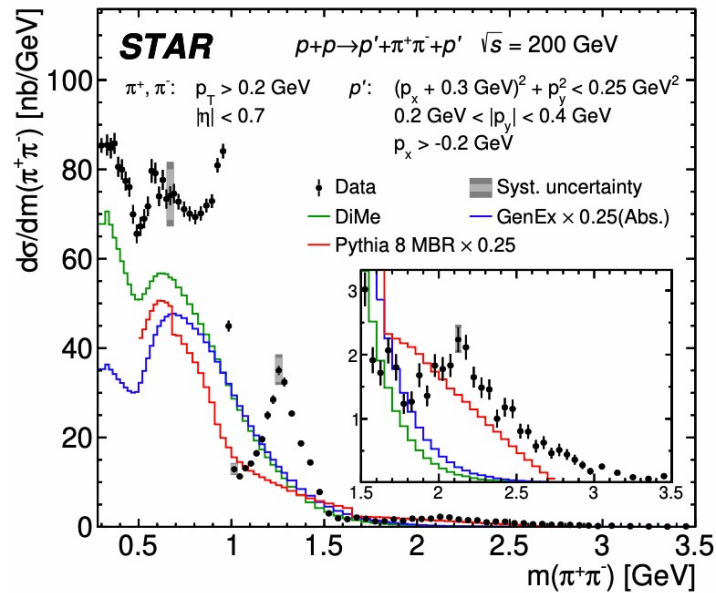 STAR p+p→p'+π⁺π⁻+p' √s = 200 GeV
π⁺, π⁻: p_T > 0.2 GeV
|η| < 0.7
p': (p_x + 0.3 GeV)² + p_y² < 0.25 GeV²
0.2 GeV < |p_y| < 0.4 GeV
p_x > -0.2 GeV
Data
Syst. uncertainty
DiMe
GenEx × 0.25(Abs.)
Pythia 8 MBR × 0.25
dσ/dm(π⁺π⁻) [nb/GeV]
100
80
60
40
20
0
0.5 1 1.5 2 2.5 3 3.5
m(π⁺π⁻) [GeV]
3
2
1
1.5 2 2.5 3 3.5